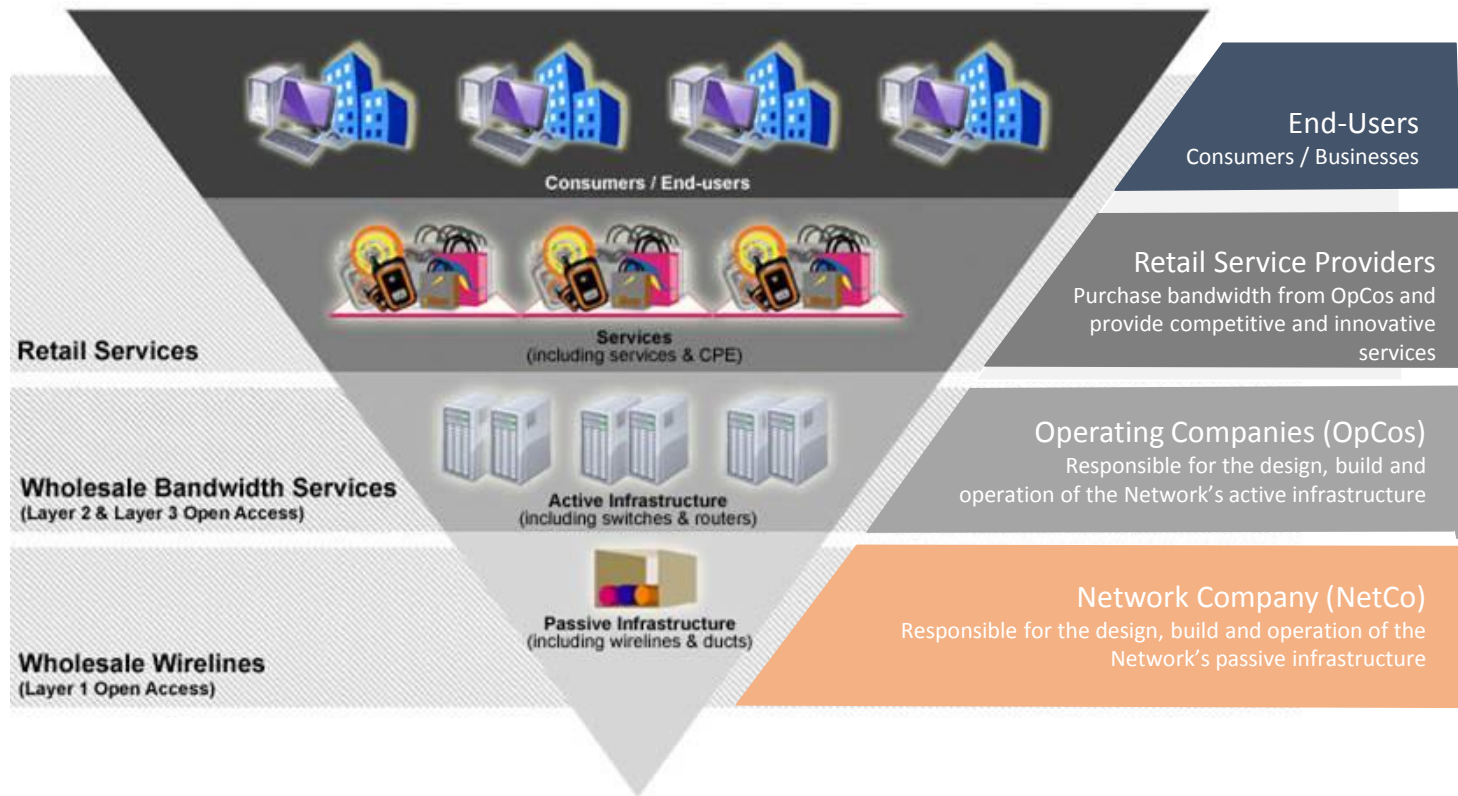 Consumers / End-users
End-Users
Consumers / Businesses
Retail Services
Services
(including services & CPE)
Retail Service Providers
Purchase bandwidth from OpCos and
provide competitive and innovative
services
Wholesale Bandwidth Services
(Layer 2 & Layer 3 Open Access)
Active Infrastructure
(including switches & routers)
Operating Companies (OpCos)
Responsible for the design, build and
operation of the Network's active infrastructure
Wholesale Wirelines
(Layer 1 Open Access)
Passive Infrastructure
(including wirelines & ducts)
Network Company (NetCo)
Responsible for the design, build and operation of the
Network's passive infrastructure